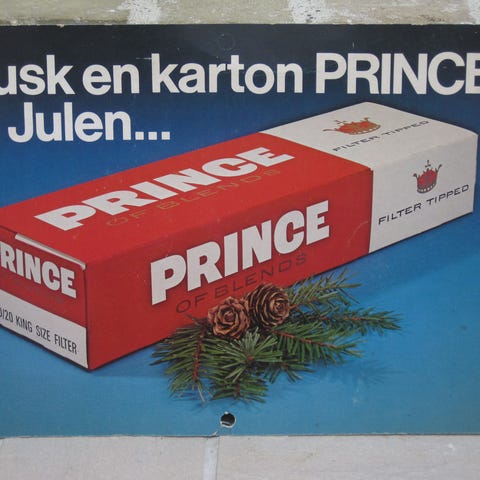 usk en karton PRINCE
Julen...
PRINCE
OF BLENDS
FILTER TIPPED
PRINCE
OF BLENDS
FILTER TIPPED
RINCE
/20 KING SIZE FILTER